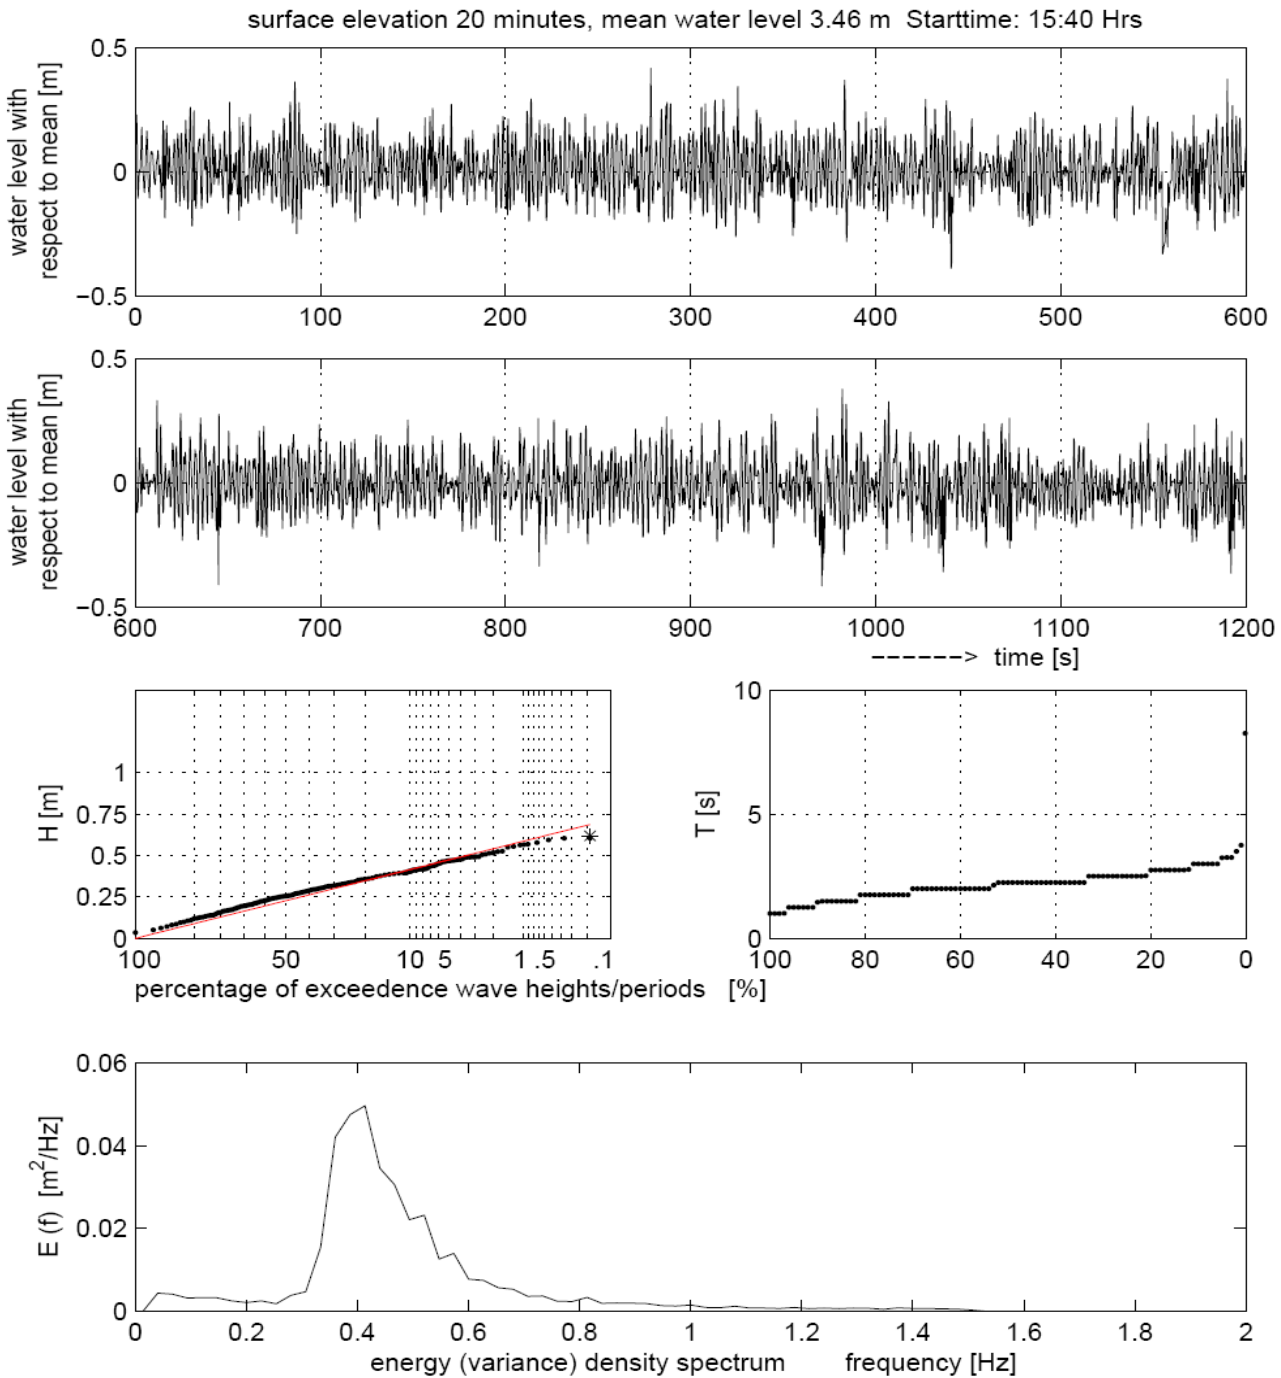 surface elevation 20 minutes, mean water level 3.46 m  Starttime: 15:40 Hrs
water level with
respect to mean [m]
0.5
0
−0.5
0 100 200 300 400 500 600
water level with
respect to mean [m]
0.5
0
−0.5
600 700 800 900 1000 1100 1200
------> time [s]
H [m]
1
0.75
0.5
0.25
0
100 50 10 5 1 .5 .1
T [s]
10
5
0
100 80 60 40 20 0
percentage of exceedence wave heights/periods [%]
E (f) [m²/Hz]
0.06
0.04
0.02
0
0 0.2 0.4 0.6 0.8 1 1.2 1.4 1.6 1.8 2
energy (variance) density spectrum frequency [Hz]